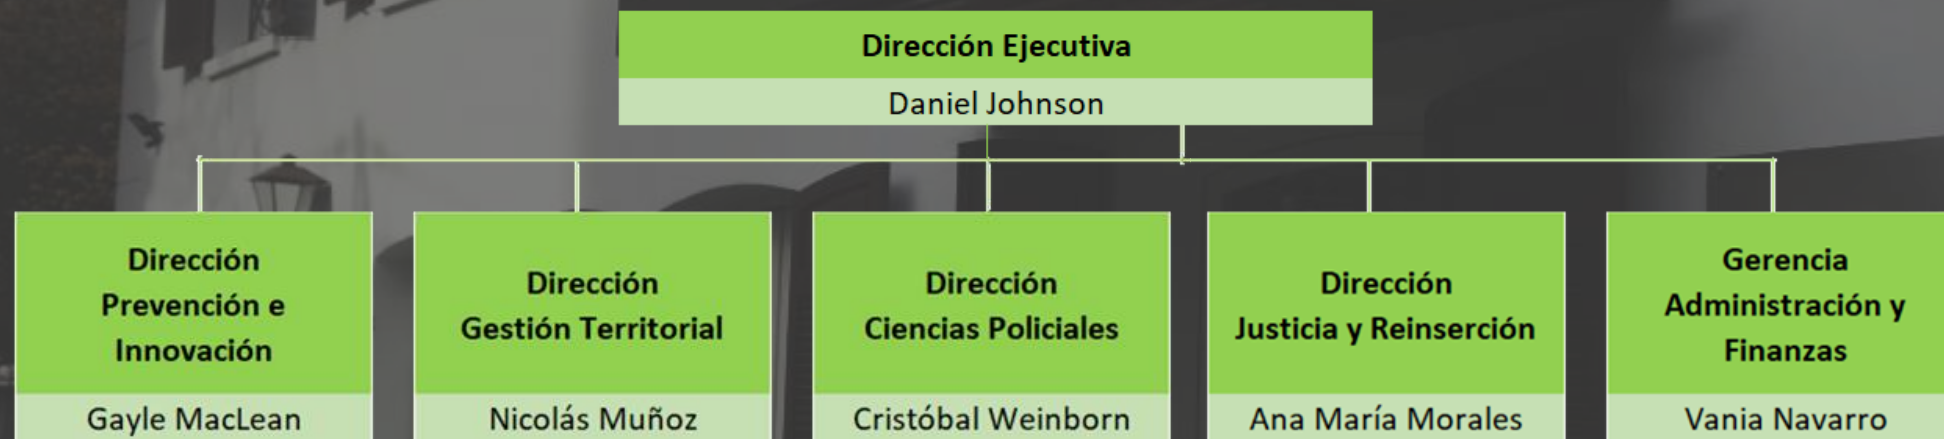 Dirección Ejecutiva
Daniel Johnson
Dirección
Prevención e
Innovación
Gayle MacLean
Dirección
Gestión Territorial
Nicolás Muñoz
Dirección
Ciencias Policiales
Cristóbal Weinborn
Dirección
Justicia y Reinserción
Ana María Morales
Gerencia
Administración y
Finanzas
Vania Navarro